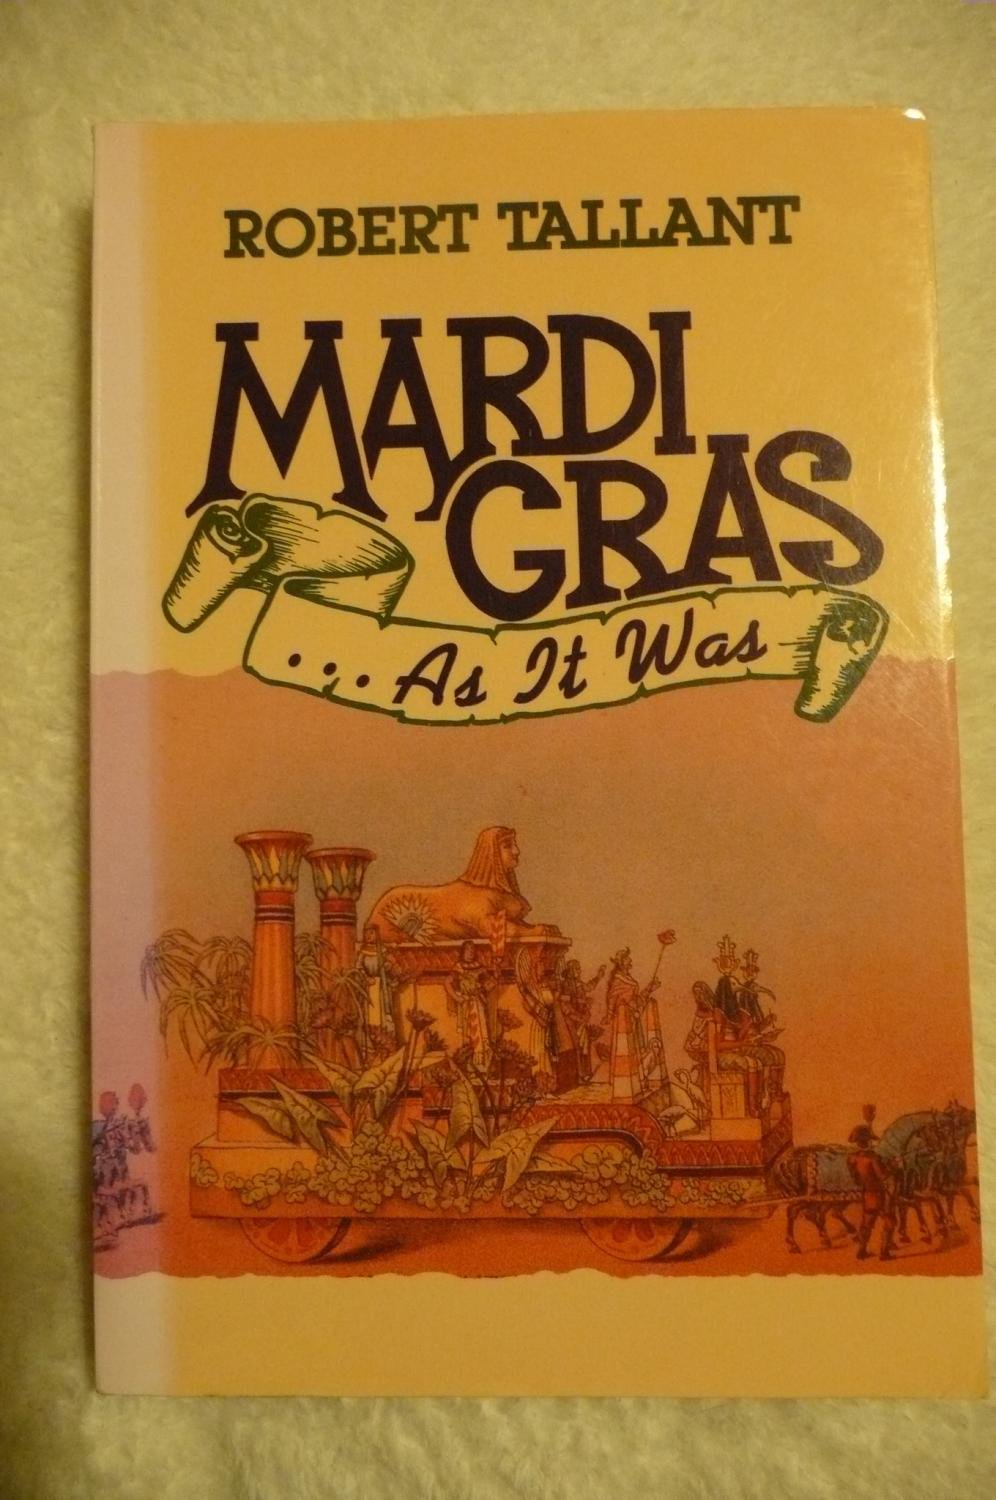 ROBERT TALLANT
MARDI
GRAS
...As It Was